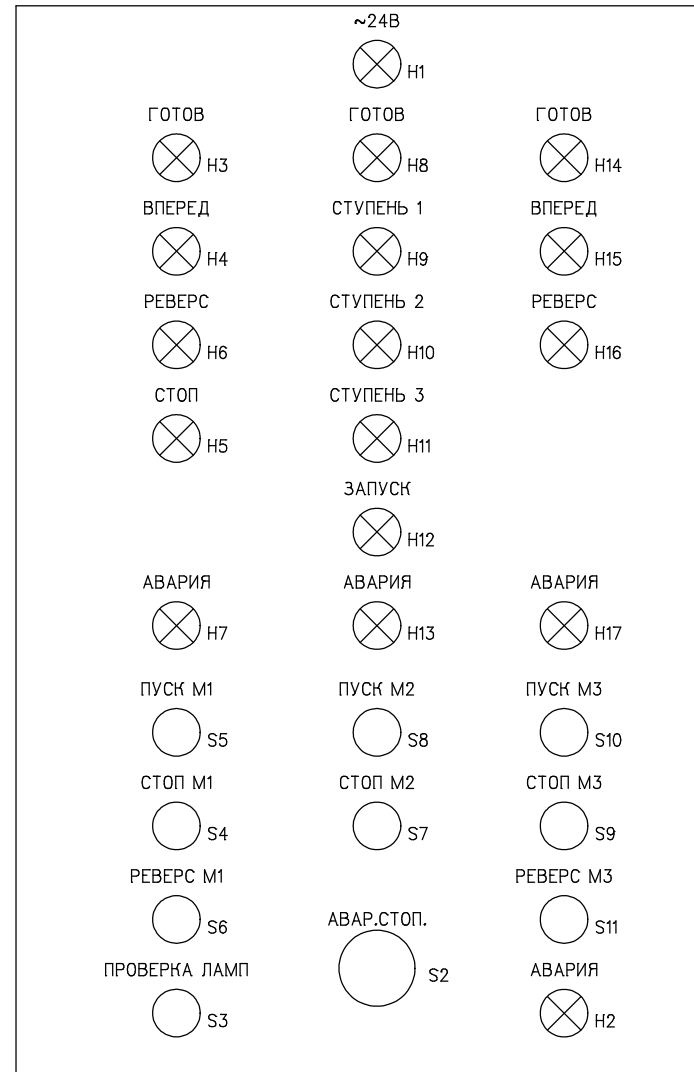 ~24В
H1
ГОТОВ ГОТОВ ГОТОВ
H3 H8 H14
ВПЕРЕД СТУПЕНЬ 1 ВПЕРЕД
H4 H9 H15
РЕВЕРС СТУПЕНЬ 2 РЕВЕРС
H6 H10 H16
СТОП СТУПЕНЬ 3
H5 H11
ЗАПУСК
H12
АВАРИЯ АВАРИЯ АВАРИЯ
H7 H13 H17
ПУСК М1 ПУСК М2 ПУСК М3
S5 S8 S10
СТОП М1 СТОП М2 СТОП М3
S4 S7 S9
РЕВЕРС М1 РЕВЕРС М3
S6 S11
АВАР.СТОП.
S2
ПРОВЕРКА ЛАМП АВАРИЯ
S3 H2